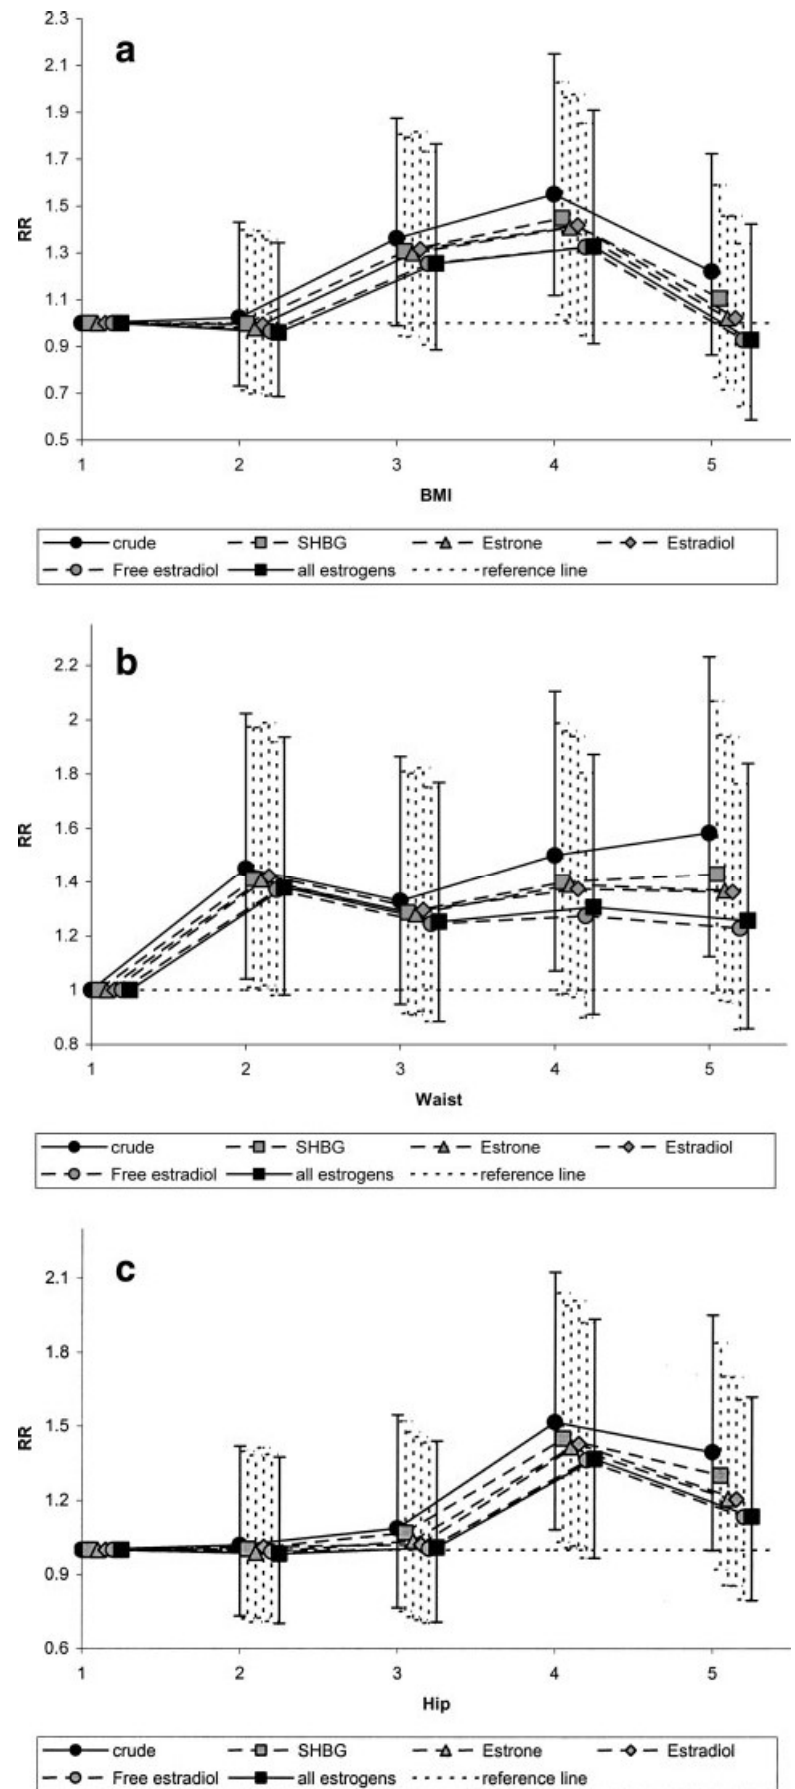 a
2.3
2.1
1.9
1.7
1.5
1.3
1.1
0.9
0.7
0.5
RR
1 2 3 4 5
BMI
crude SHBG Estrone Estradiol
Free estradiol all estrogens reference line
b
2.2
2
1.8
1.6
1.4
1.2
1
0.8
RR
1 2 3 4 5
Waist
crude SHBG Estrone Estradiol
Free estradiol all estrogens reference line
c
2.1
1.8
1.5
1.2
0.9
0.6
RR
1 2 3 4 5
Hip
crude SHBG Estrone Estradiol
Free estradiol all estrogens reference line